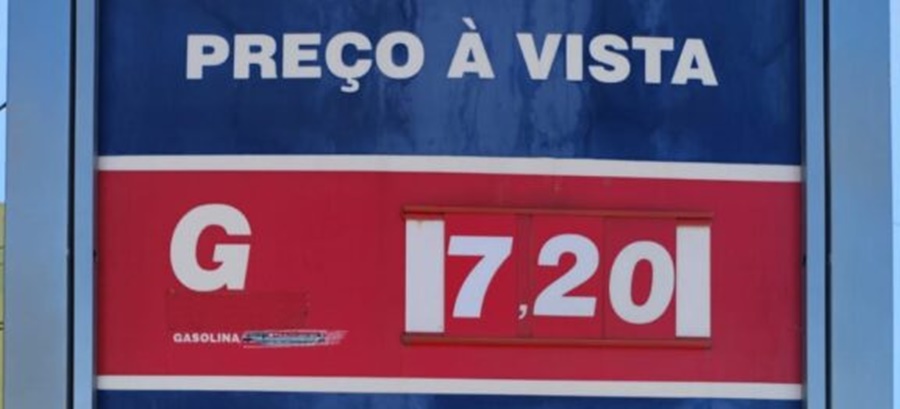 PREÇO À VISTA
G 7,20
GASOLINA